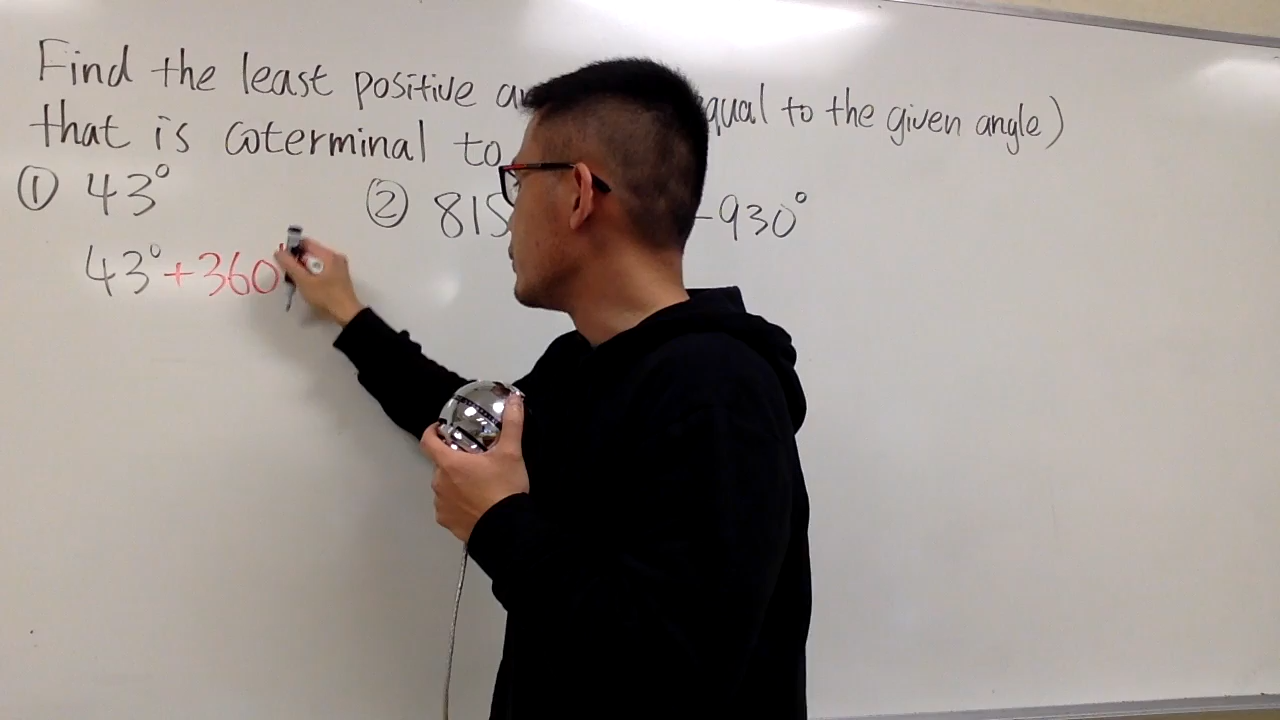 Find the least positive qual to the given angle)
that is coterminal to
① 43° ② 815 -930°
43° +360